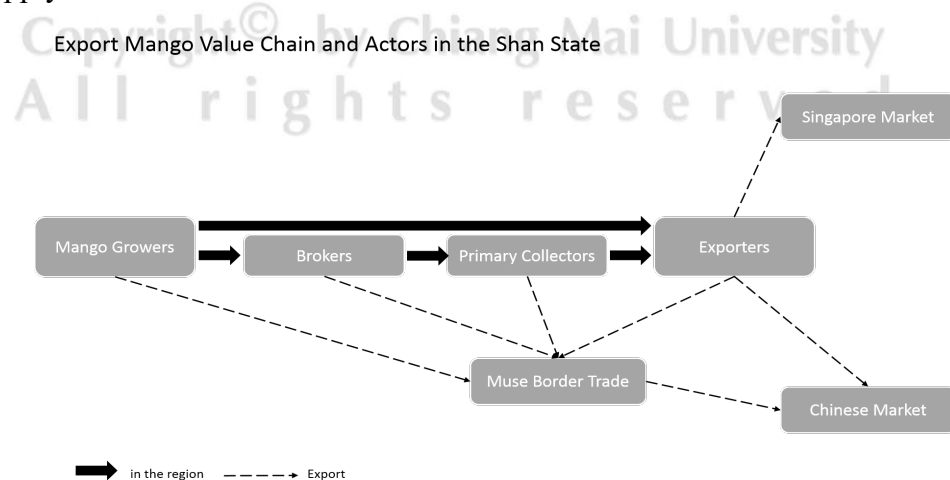 Copyright© by Chiang Mai University
Export Mango Value Chain and Actors in the Shan State
All rights reserved
Singapore Market
Mango Growers
Brokers
Primary Collectors
Exporters
Muse Border Trade
Chinese Market
in the region
Export